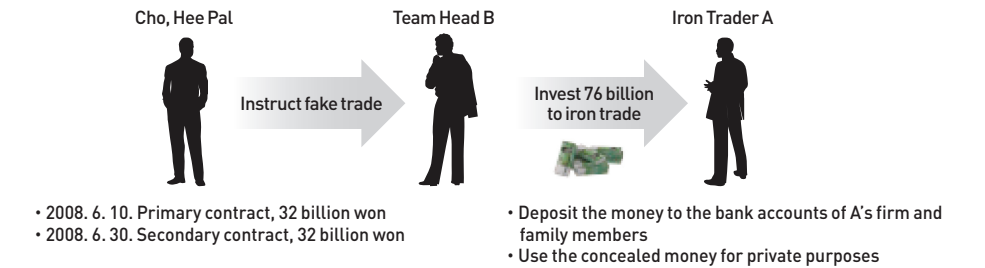 Cho, Hee Pal
Team Head B
Iron Trader A
Instruct fake trade
Invest 76 billion
to iron trade
• 2008. 6. 10. Primary contract, 32 billion won
• 2008. 6. 30. Secondary contract, 32 billion won
• Deposit the money to the bank accounts of A's firm and
family members
• Use the concealed money for private purposes